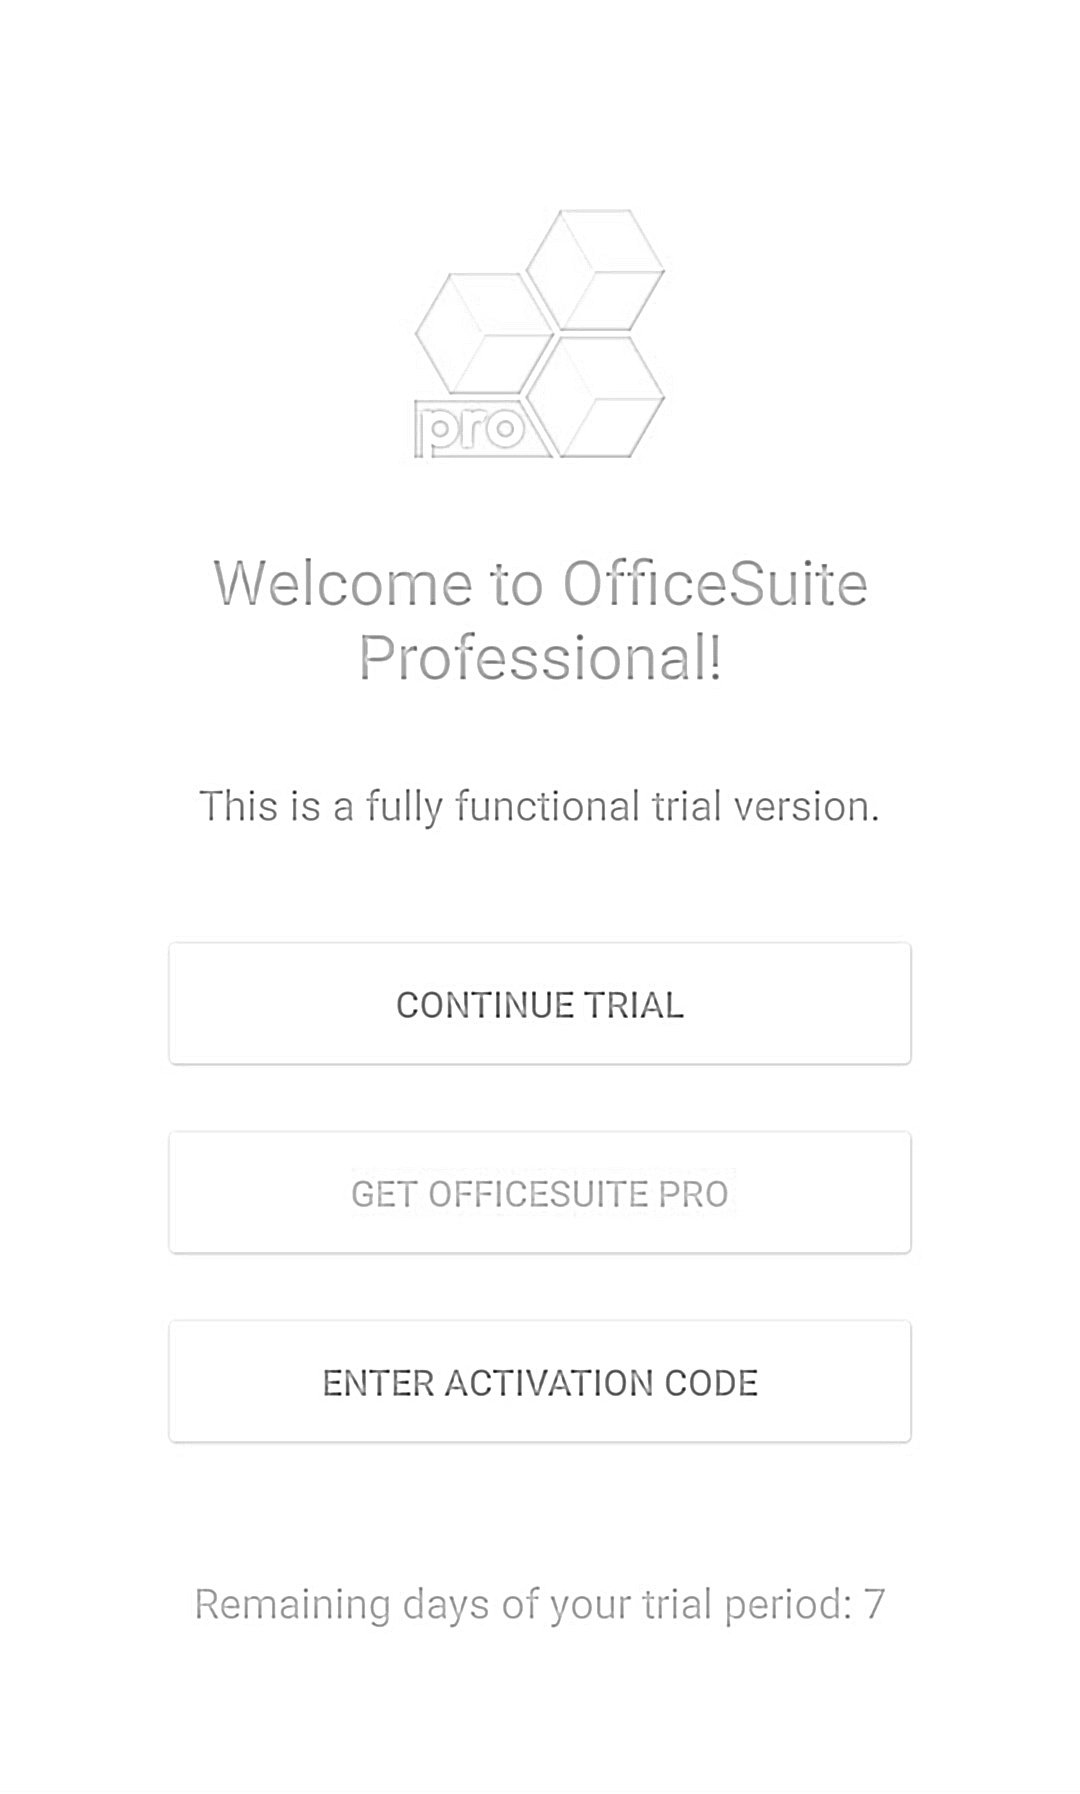 pro
Welcome to OfficeSuite
Professional!
This is a fully functional trial version.
CONTINUE TRIAL
GET OFFICESUITE PRO
ENTER ACTIVATION CODE
Remaining days of your trial period: 7